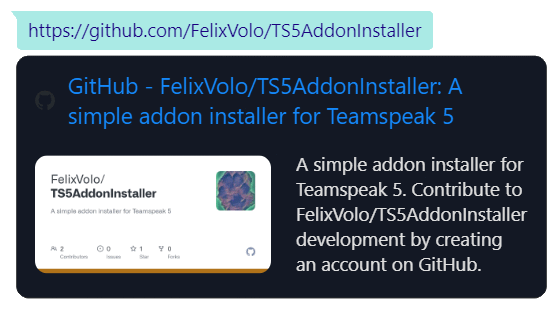 https://github.com/FelixVolo/TS5AddonInstaller
GitHub - FelixVolo/TS5AddonInstaller: A
simple addon installer for Teamspeak 5
FelixVolo/
TS5AddonInstaller
A simple addon installer for Teamspeak 5
2
Contributors
0
Issues
1
Star
0
Forks
A simple addon installer for
Teamspeak 5. Contribute to
FelixVolo/TS5AddonInstaller
development by creating
an account on GitHub.